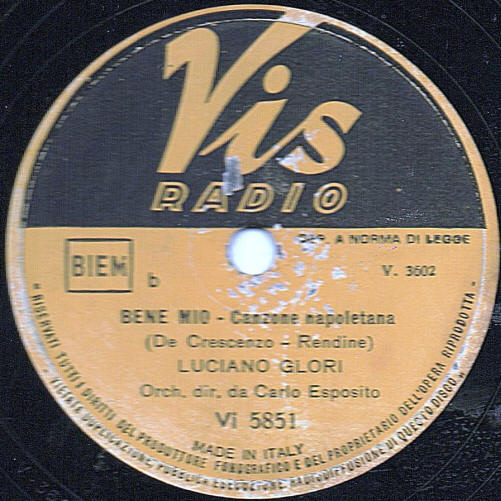 Vis
RADIO
DEP. A NORMA DI LEGGE
BIEM
b
V. 3602
BENE MIO - Canzone napoletana
(De Crescenzo - Rendine)
LUCIANO GLORI
Orch. dir. da Carlo Esposito
Vi 5851
MADE IN ITALY
" RISERVATI TUTTI I DIRITTI DEL PRODUTTORE FONOGRAFICO E DEL PROPRIETARIO DELL'OPERA RIPRODOTTA -
- VIETATA DUPLICAZIONE, PUBBLICA ESECUZIONE, RADIODIFFUSIONE DI QUESTO DISCO "